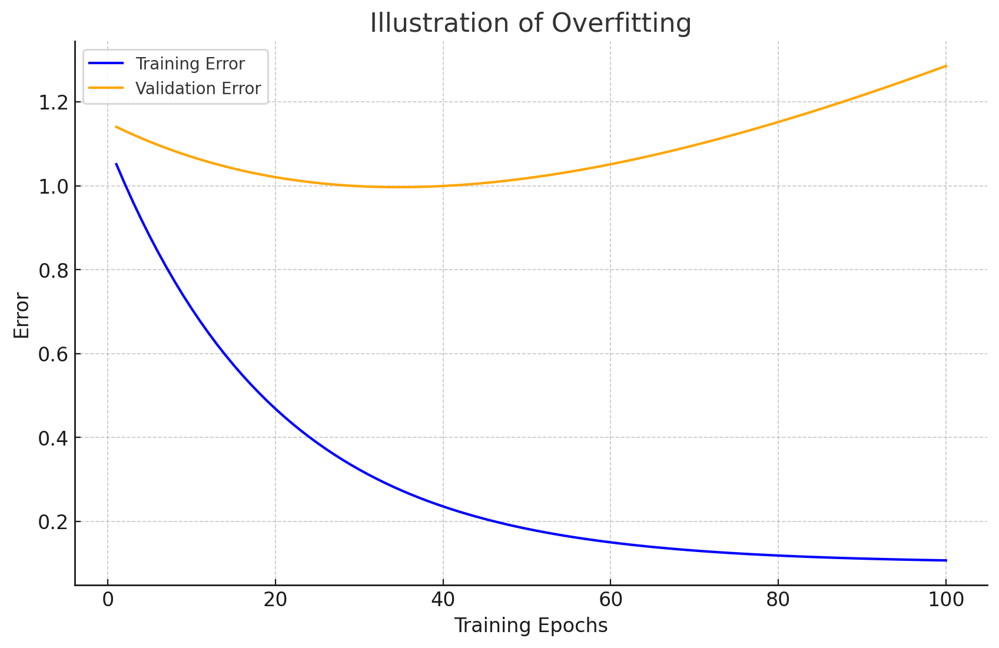 Illustration of Overfitting
Training Error
Validation Error
1.2
1.0
0.8
0.6
0.4
0.2
Error
0 20 40 60 80 100
Training Epochs